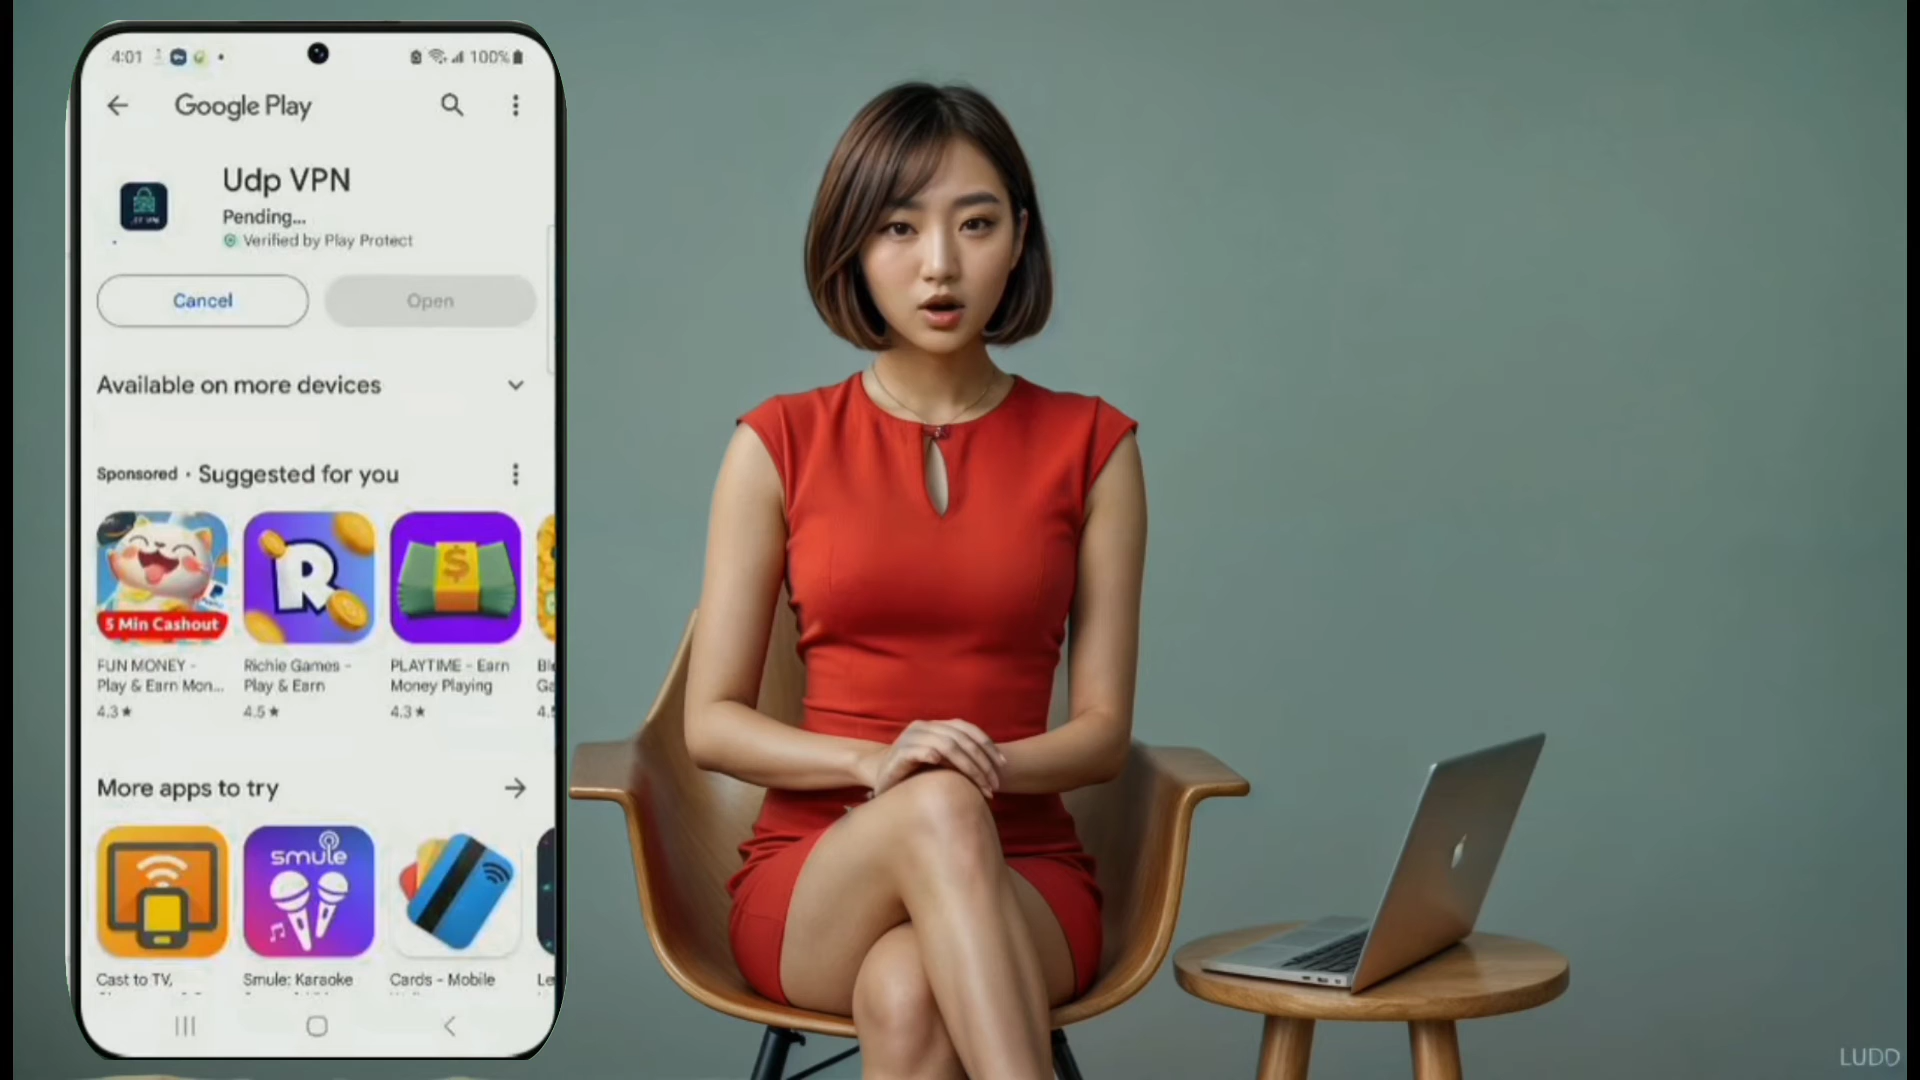 4:01
100%
Google Play
Udp VPN
Pending...
Verified by Play Protect
Cancel
Open
Available on more devices
Sponsored · Suggested for you
5 Min Cashout
R
$
FUN MONEY -
Play & Earn Mon...
4.3★
Richie Games -
Play & Earn
4.5★
PLAYTIME - Earn
Money Playing
4.3★
More apps to try
smule
Cast to TV,
Smule: Karaoke
Cards - Mobile
LUDD